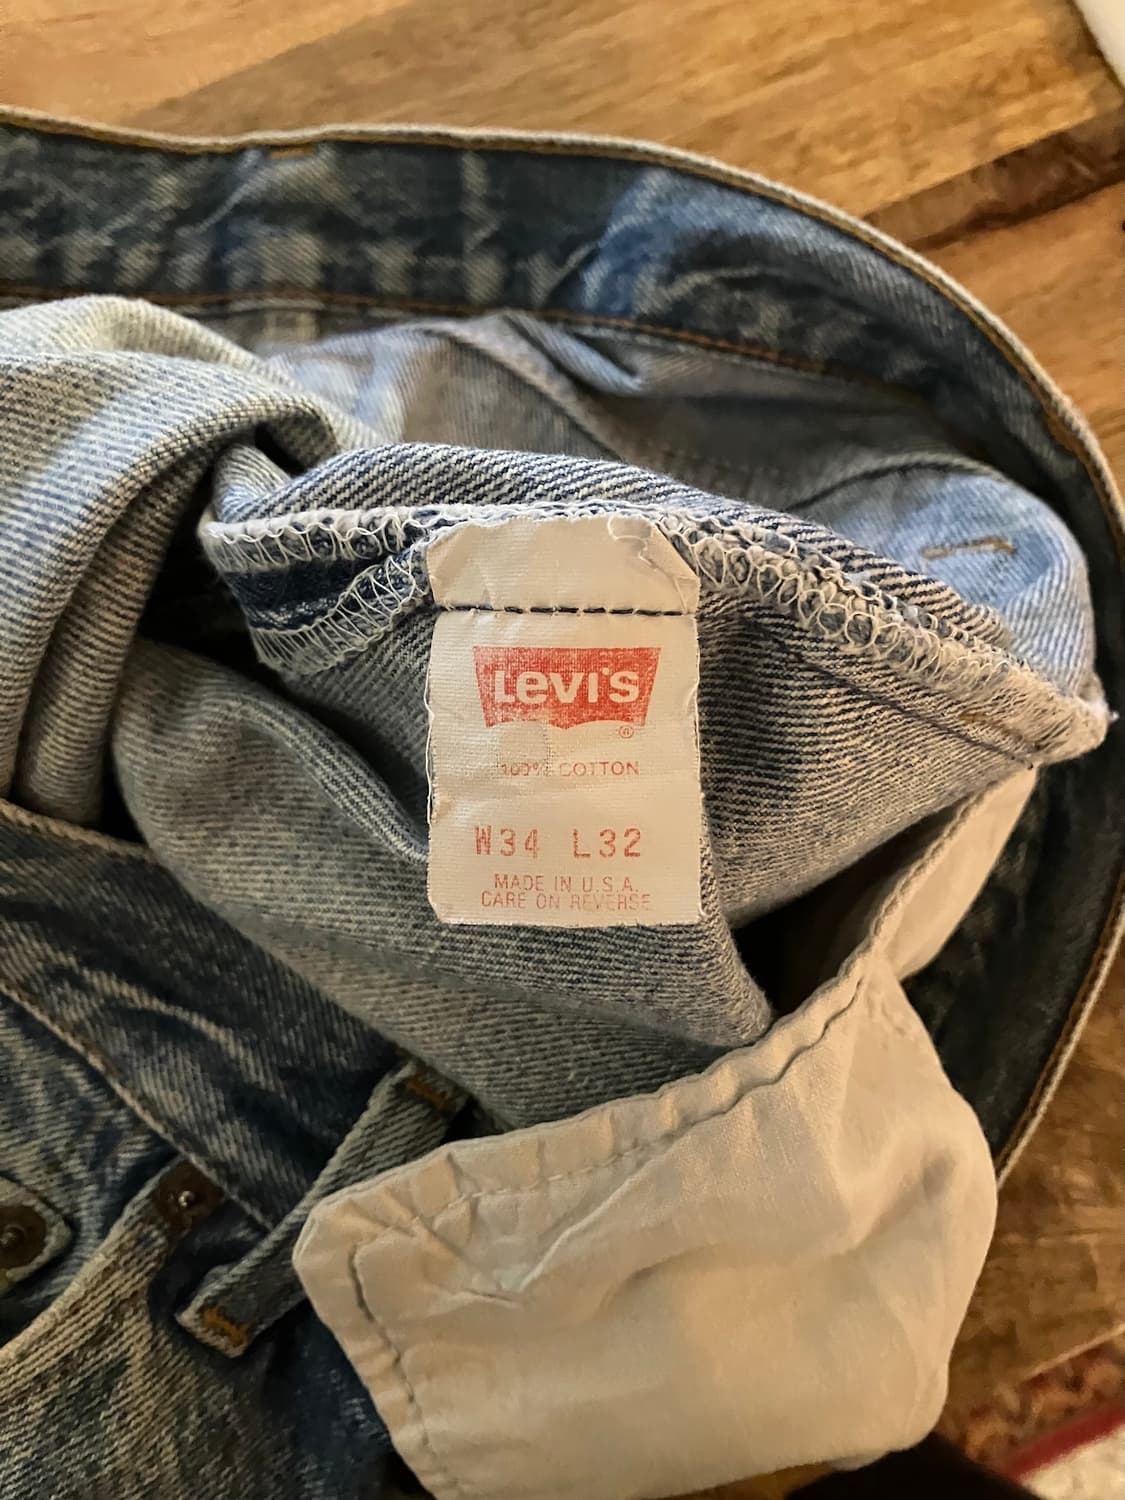 Levi's
®
100% COTTON
W34 L32
MADE IN U.S.A.
CARE ON REVERSE